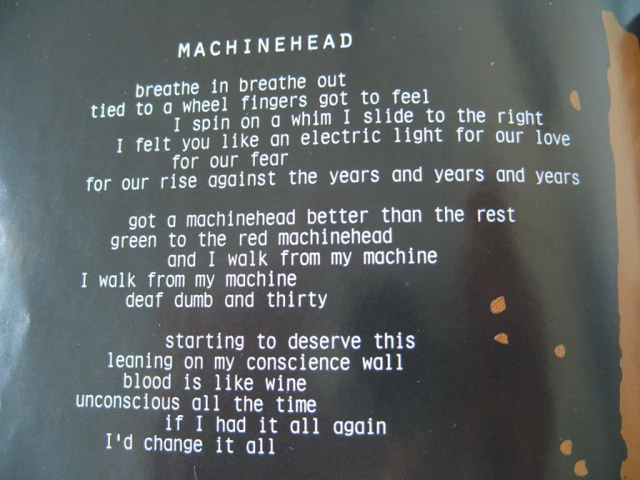 MACHINEHEAD
breathe in breathe out
tied to a wheel fingers got to feel
I spin on a whim I slide to the right
I felt you like an electric light for our love
for our fear
for our rise against the years and years and years
got a machinehead better than the rest
green to the red machinehead
and I walk from my machine
I walk from my machine
deaf dumb and thirty
starting to deserve this
leaning on my conscience wall
blood is like wine
unconscious all the time
if I had it all again
I'd change it all